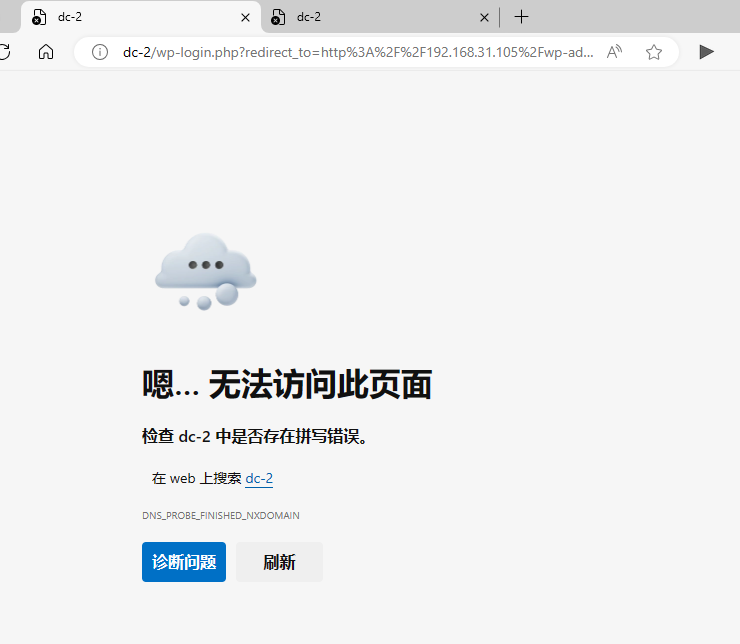 dc-2
dc-2
dc-2/wp-login.php?redirect_to=http%3A%2F%2F192.168.31.105%2Fwp-ad...
嗯... 无法访问此页面
检查 dc-2 中是否存在拼写错误。
在 web 上搜索 dc-2
DNS_PROBE_FINISHED_NXDOMAIN
诊断问题 刷新